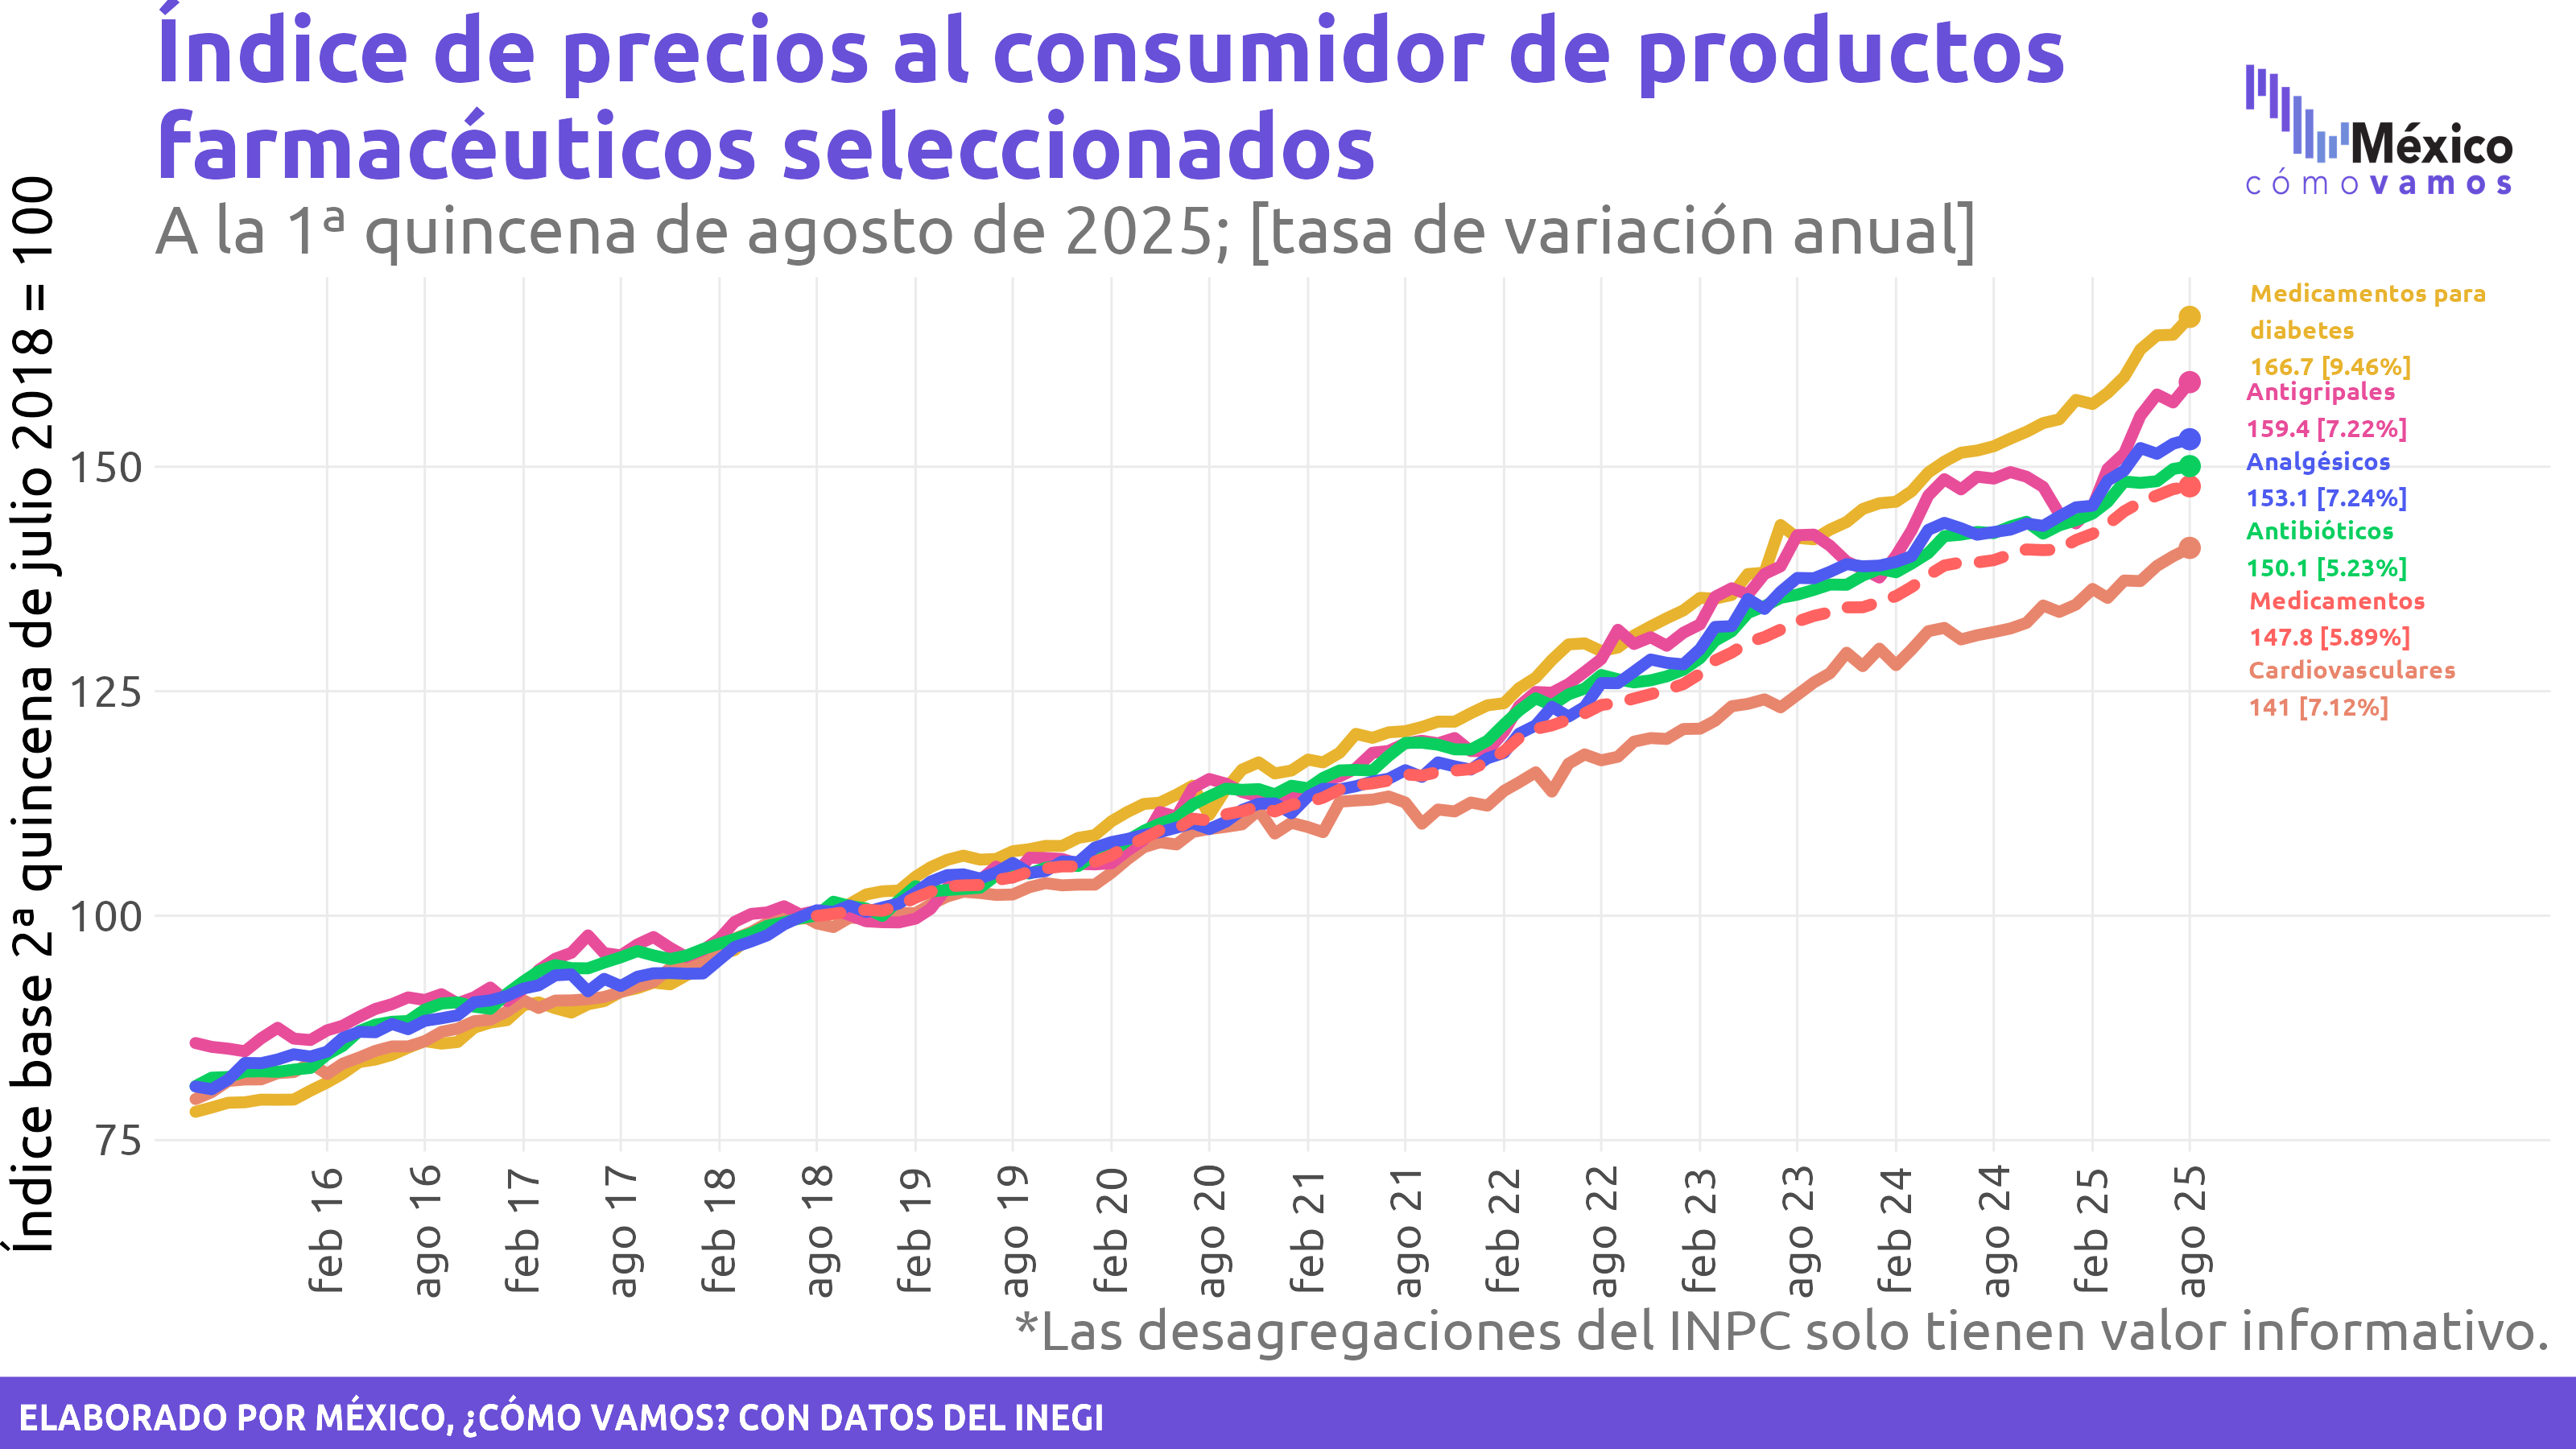 Índice de precios al consumidor de productos
farmacéuticos seleccionados
A la 1ª quincena de agosto de 2025; [tasa de variación anual]
México
cómo vamos
Índice base 2ª quincena de julio 2018 = 100
150
125
100
75
Medicamentos para
diabetes
166.7 [9.46%]
Antigripales
159.4 [7.22%]
Analgésicos
153.1 [7.24%]
Antibióticos
150.1 [5.23%]
Medicamentos
147.8 [5.89%]
Cardiovasculares
141 [7.12%]
feb 16
ago 16
feb 17
ago 17
feb 18
ago 18
feb 19
ago 19
feb 20
ago 20
feb 21
ago 21
feb 22
ago 22
feb 23
ago 23
feb 24
ago 24
feb 25
ago 25
*Las desagregaciones del INPC solo tienen valor informativo.
ELABORADO POR MÉXICO, ¿CÓMO VAMOS? CON DATOS DEL INEGI